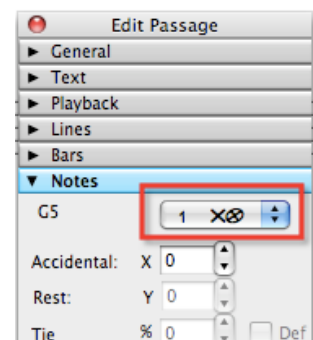 Edit Passage
General
Text
Playback
Lines
Bars
Notes
G5 1
Accidental: X 0
Rest: Y 0
Tie % 0 Def